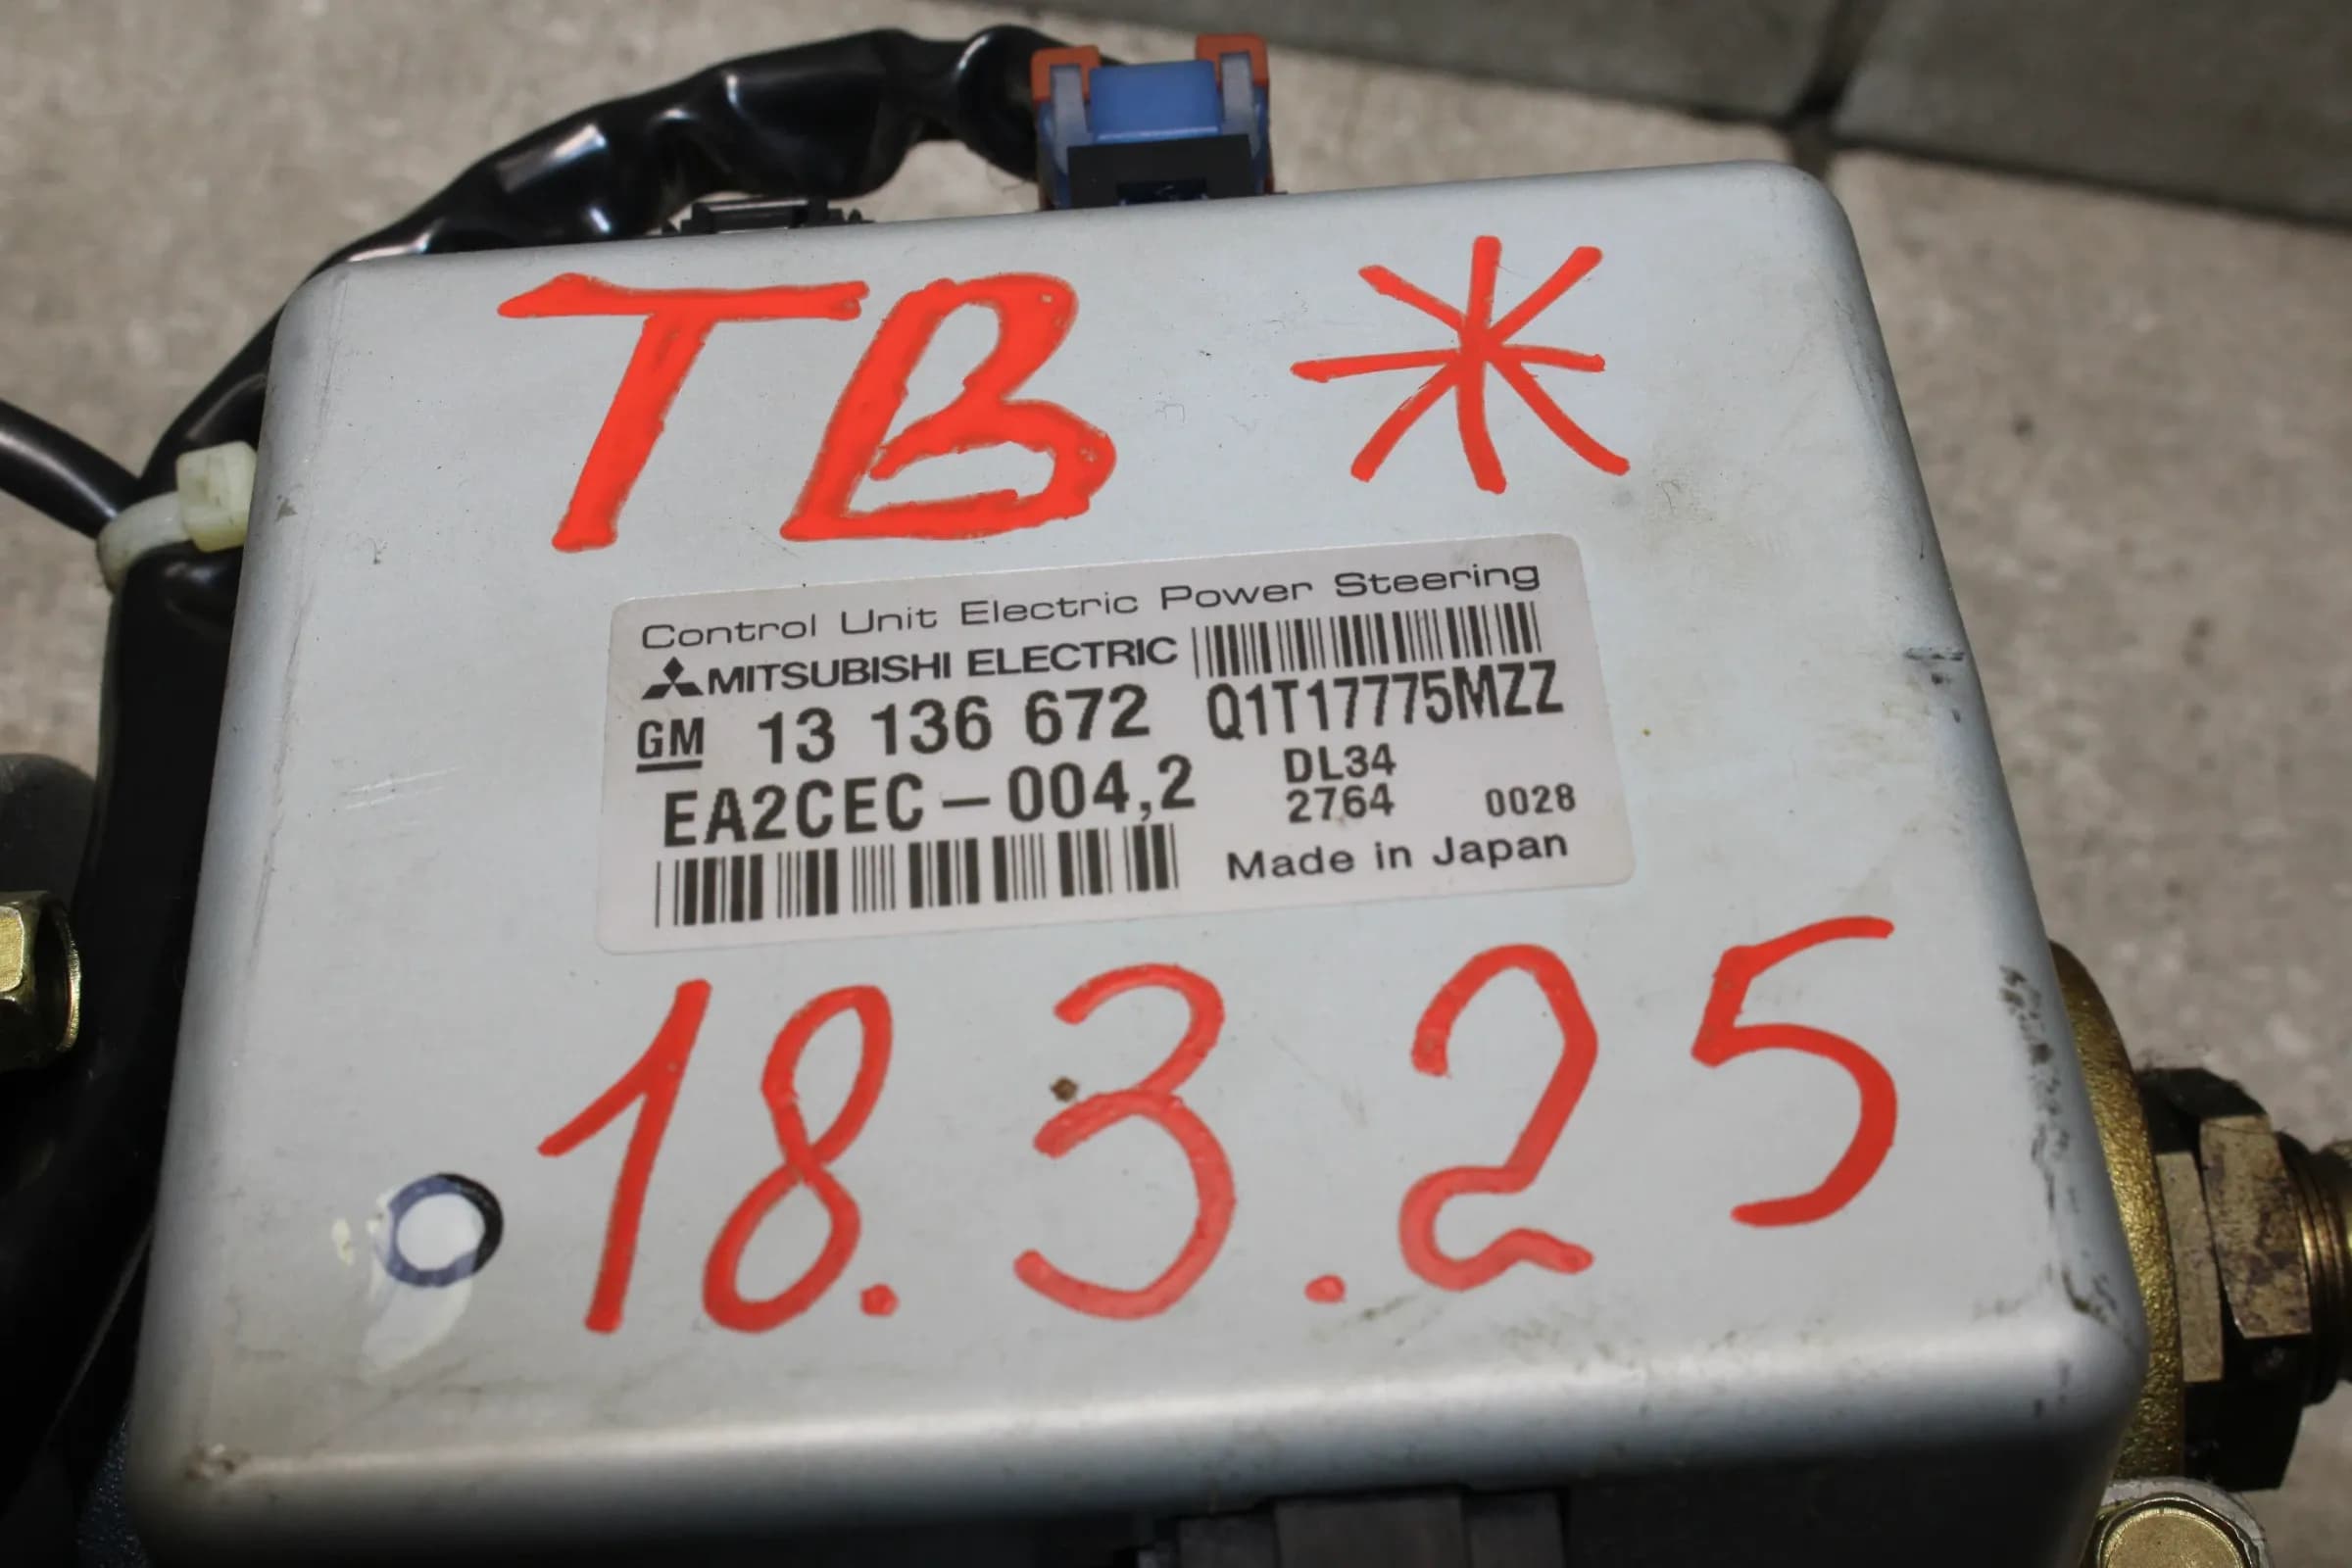 TB *
Control Unit Electric Power Steering
MITSUBISHI ELECTRIC
GM 13 136 672 Q1T17775MZZ
EA2CEC-004,2 DL34
2764 0028
Made in Japan
18.3.25